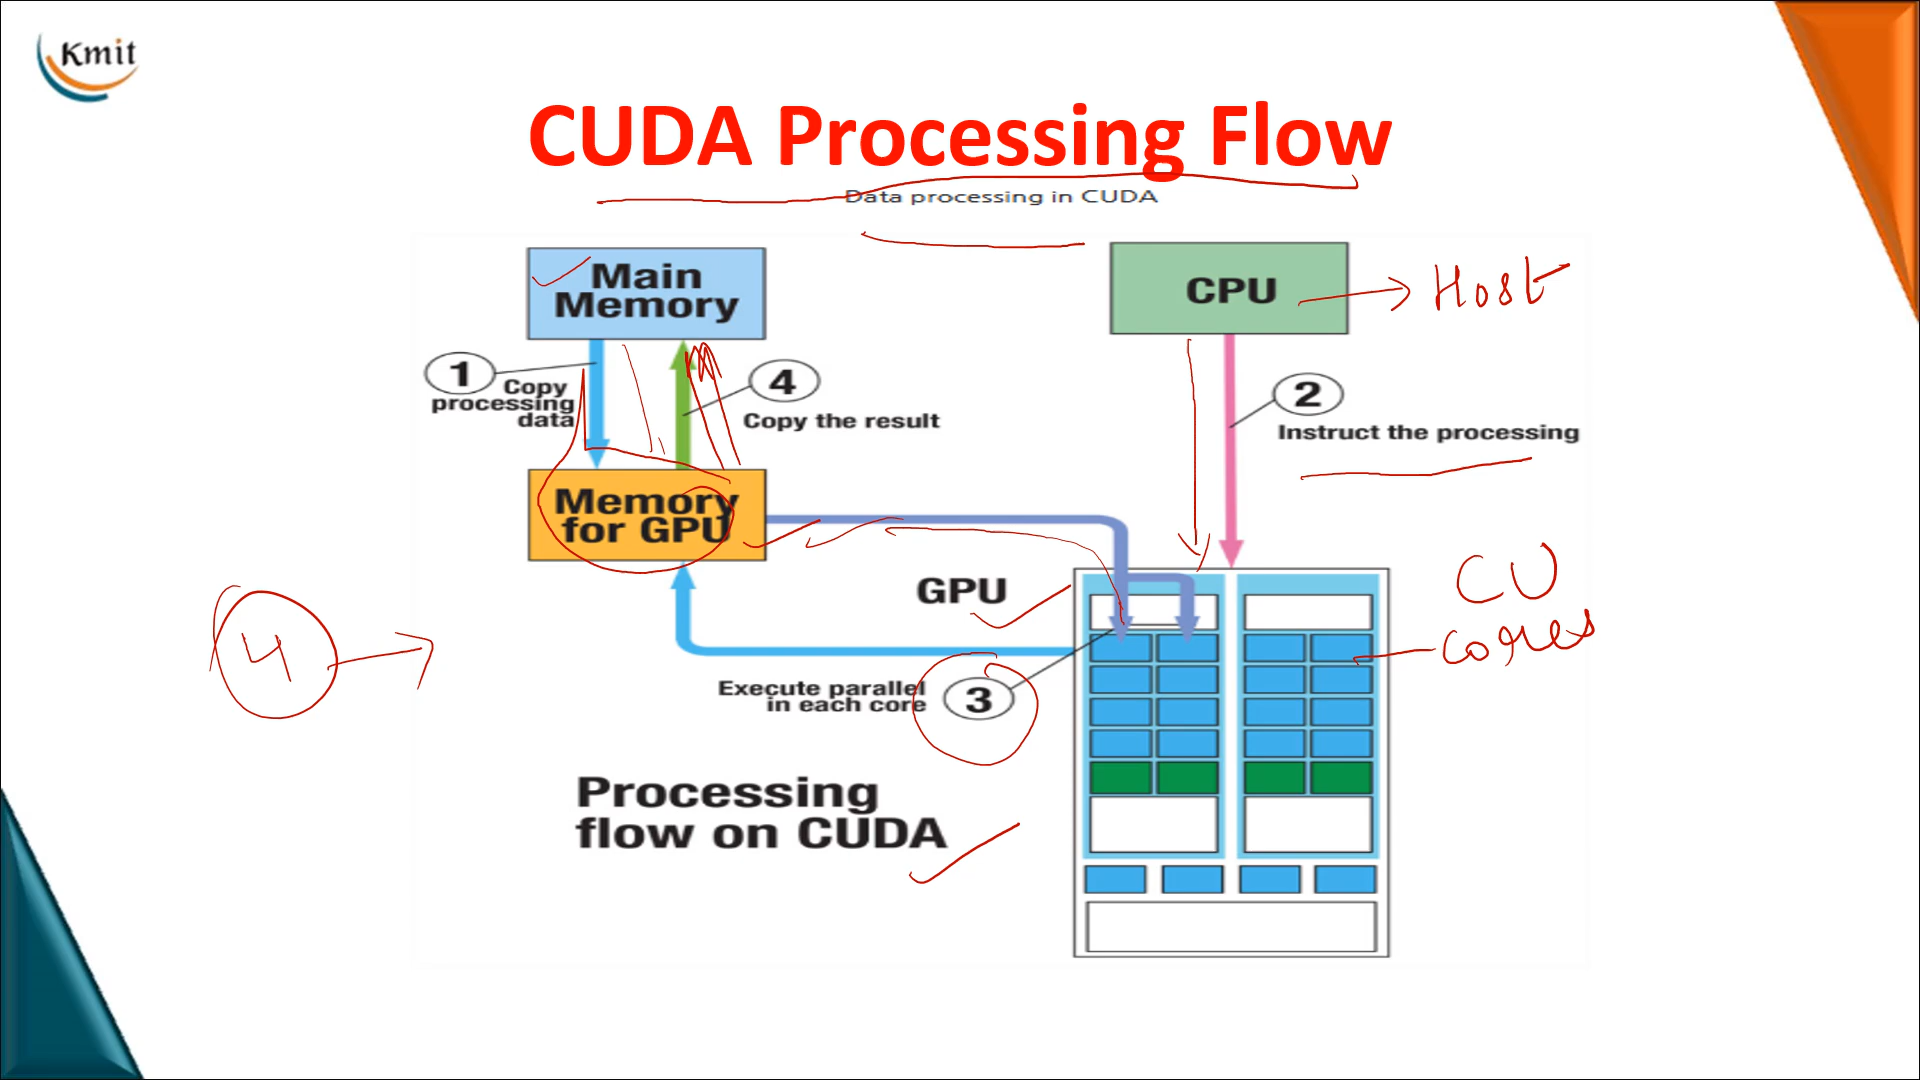 Kmit
CUDA Processing Flow
Data processing in CUDA
Main
Memory
CPU
Host
1
Copy
processing
data
4
Copy the result
2
Instruct the processing
Memory
for GPU
GPU
CU
cores
4
Execute parallel
in each core
3
Processing
flow on CUDA